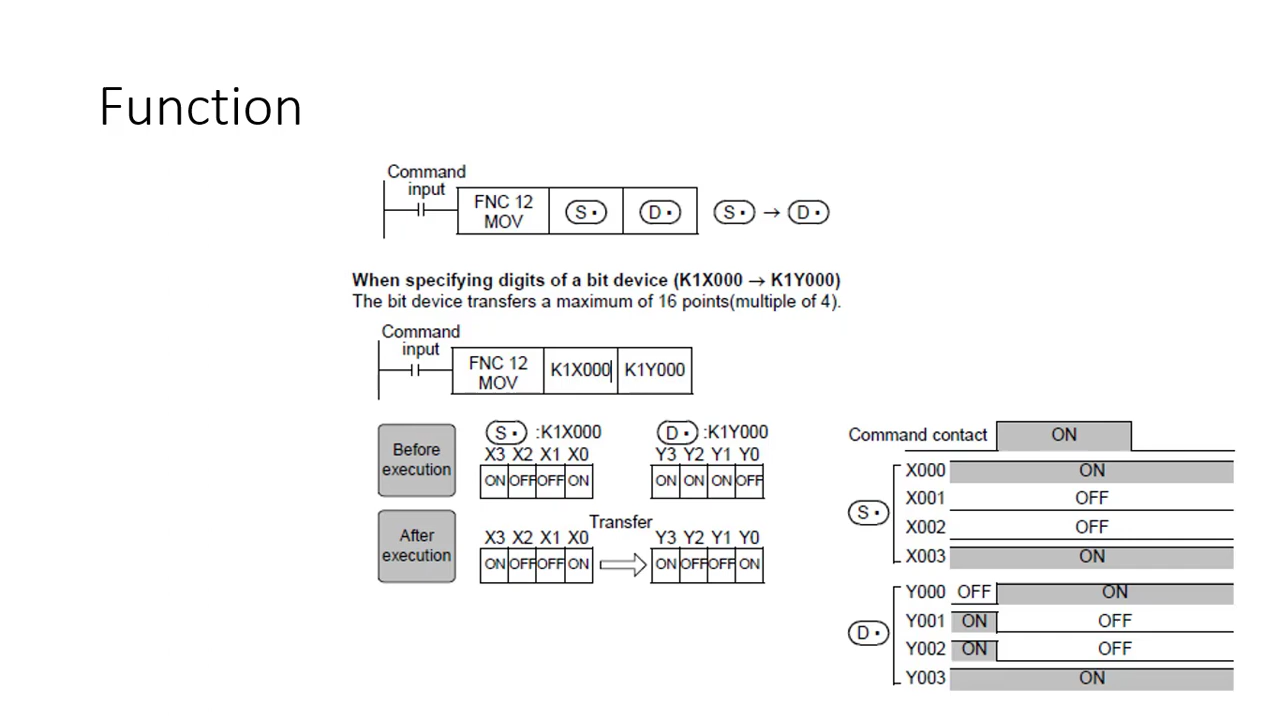 Function
Command
input
FNC 12
MOV
S· D· S· → D·
When specifying digits of a bit device (K1X000 → K1Y000)
The bit device transfers a maximum of 16 points(multiple of 4).
Command
input
FNC 12
MOV
K1X000 K1Y000
Before
execution
S· :K1X000 D· :K1Y000
X3 X2 X1 X0 Y3 Y2 Y1 Y0
ON OFF OFF ON ON ON ON OFF
After
execution
Transfer
X3 X2 X1 X0 Y3 Y2 Y1 Y0
ON OFF OFF ON ON OFF OFF ON
Command contact ON
S·
X000 ON
X001 OFF
X002 OFF
X003 ON
D·
Y000 OFF ON
Y001 ON OFF
Y002 ON OFF
Y003 ON